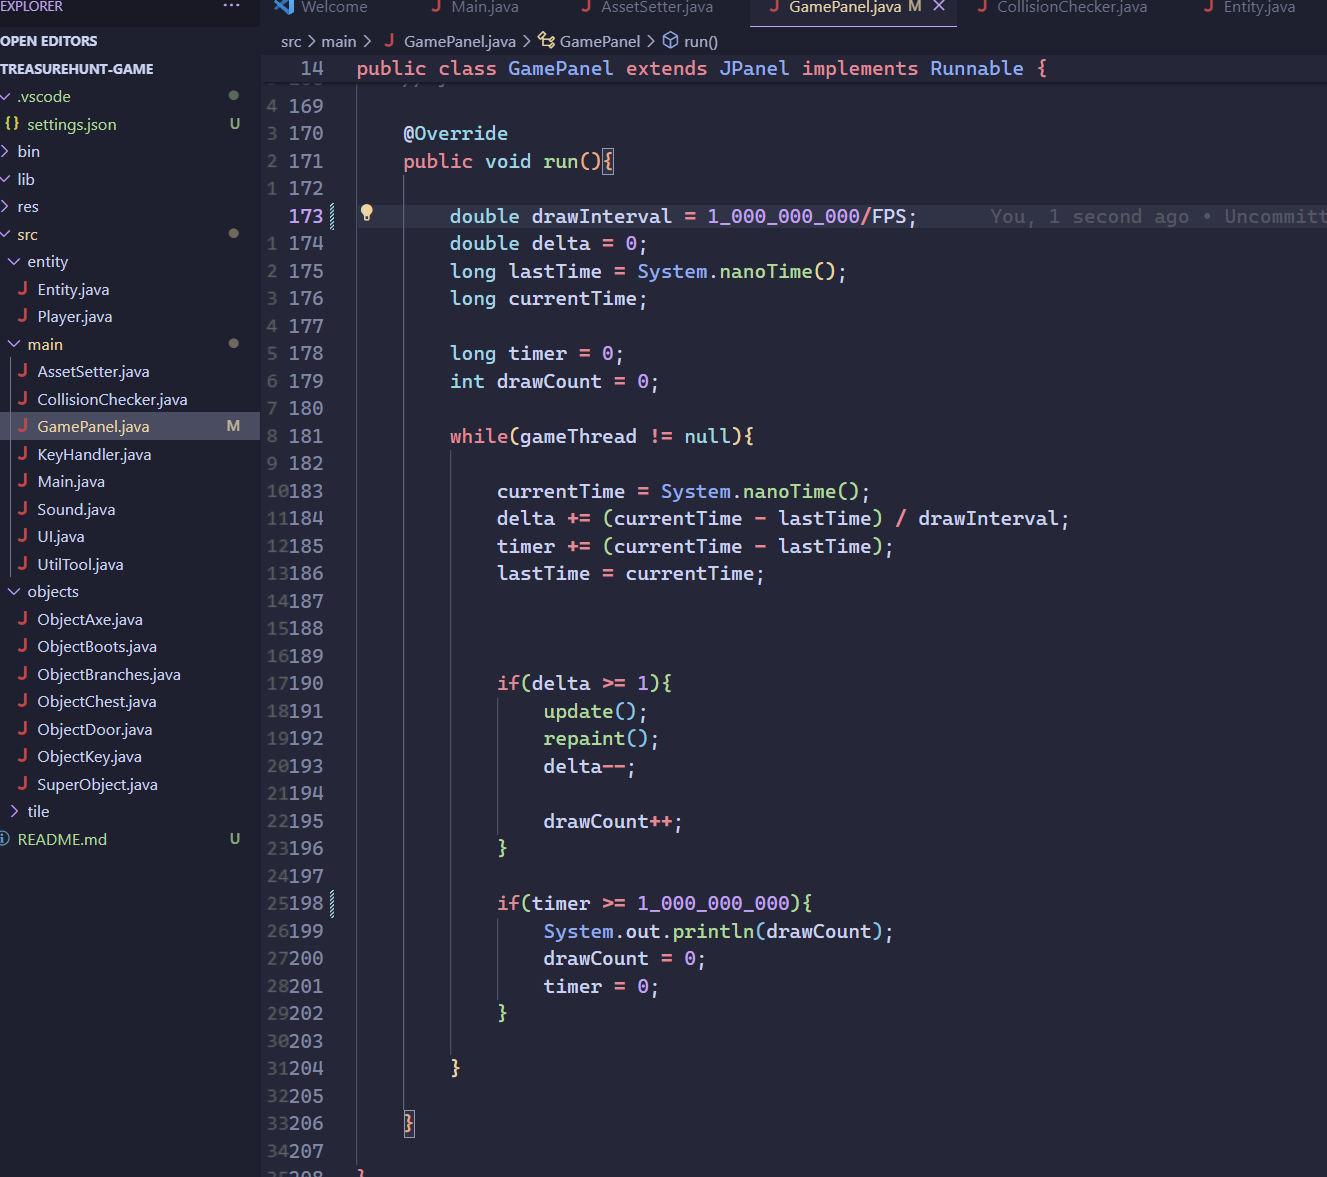 EXPLORER ···
Welcome
Main.java
AssetSetter.java
GamePanel.java M
CollisionChecker.java
Entity.java
OPEN EDITORS
TREASUREHUNT-GAME
.vscode
{} settings.json U
bin
lib
res
src
entity
Entity.java
Player.java
main
AssetSetter.java
CollisionChecker.java
GamePanel.java M
KeyHandler.java
Main.java
Sound.java
UI.java
UtilTool.java
objects
ObjectAxe.java
ObjectBoots.java
ObjectBranches.java
ObjectChest.java
ObjectDoor.java
ObjectKey.java
SuperObject.java
tile
README.md U
src > main > GamePanel.java > GamePanel > run()
14 public class GamePanel extends JPanel implements Runnable {
4 169
3 170 @Override
2 171 public void run(){
1 172
173 double drawInterval = 1_000_000_000/FPS; You, 1 second ago • Uncommitt
1 174 double delta = 0;
2 175 long lastTime = System.nanoTime();
3 176 long currentTime;
4 177
5 178 long timer = 0;
6 179 int drawCount = 0;
7 180
8 181 while(gameThread != null){
9 182
10 183 currentTime = System.nanoTime();
11 184 delta += (currentTime - lastTime) / drawInterval;
12 185 timer += (currentTime - lastTime);
13 186 lastTime = currentTime;
14 187
15 188
16 189
17 190 if(delta >= 1){
18 191 update();
19 192 repaint();
20 193 delta--;
21 194
22 195 drawCount++;
23 196 }
24 197
25 198 if(timer >= 1_000_000_000){
26 199 System.out.println(drawCount);
27 200 drawCount = 0;
28 201 timer = 0;
29 202 }
30 203
31 204 }
32 205
33 206 }
34 207